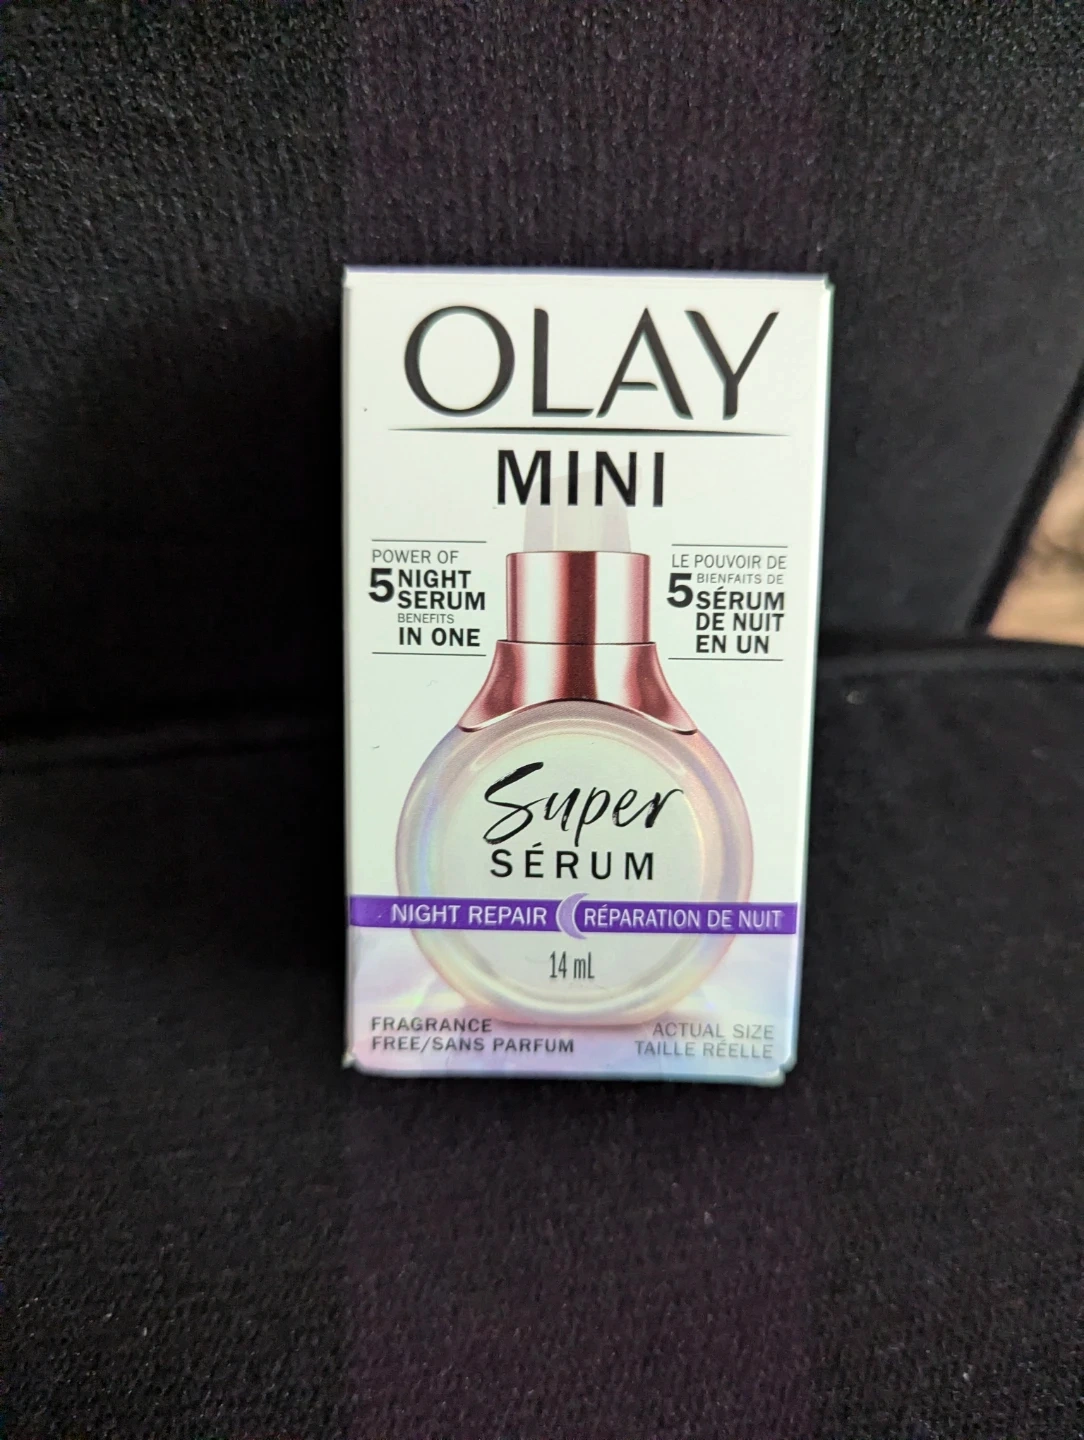 OLAY
MINI
POWER OF
5 NIGHT
SERUM
BENEFITS
IN ONE
LE POUVOIR DE
5 BIENFAITS DE
SÉRUM
DE NUIT
EN UN
Super
SÉRUM
NIGHT REPAIR RÉPARATION DE NUIT
14 mL
FRAGRANCE
FREE/SANS PARFUM
ACTUAL SIZE
TAILLE RÉELLE